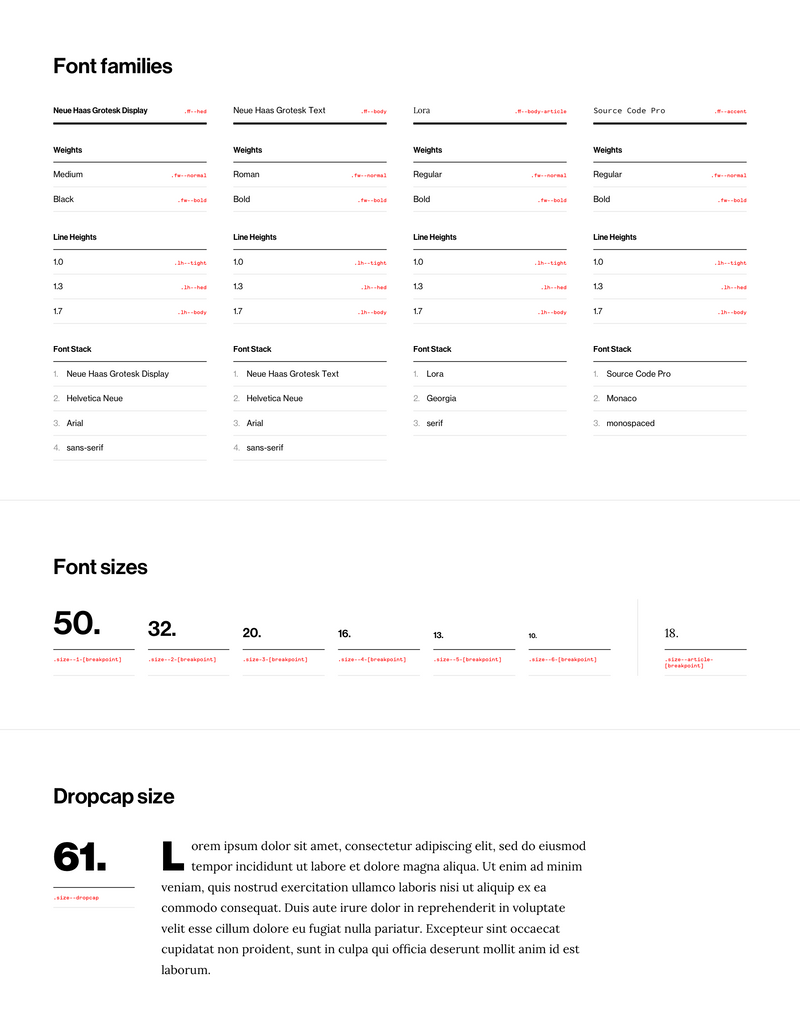 Font families
Neue Haas Grotesk Display .ff--hed
Weights
Medium .fw--normal
Black .fw--bold
Line Heights
1.0 .lh--tight
1.3 .lh--hed
1.7 .lh--body
Font Stack
1. Neue Haas Grotesk Display
2. Helvetica Neue
3. Arial
4. sans-serif
Neue Haas Grotesk Text .ff--body
Weights
Roman .fw--normal
Bold .fw--bold
Line Heights
1.0 .lh--tight
1.3 .lh--hed
1.7 .lh--body
Font Stack
1. Neue Haas Grotesk Text
2. Helvetica Neue
3. Arial
4. sans-serif
Lora .ff--body-article
Weights
Regular .fw--normal
Bold .fw--bold
Line Heights
1.0 .lh--tight
1.3 .lh--hed
1.7 .lh--body
Font Stack
1. Lora
2. Georgia
3. serif
Source Code Pro .ff--accent
Weights
Regular .fw--normal
Bold .fw--bold
Line Heights
1.0 .lh--tight
1.3 .lh--hed
1.7 .lh--body
Font Stack
1. Source Code Pro
2. Monaco
3. monospaced
Font sizes
50.
.size--1-[breakpoint]
32.
.size--2-[breakpoint]
20.
.size-3-[breakpoint]
16.
.size--4-[breakpoint]
13.
.size--5-[breakpoint]
10.
.size--6-[breakpoint]
18.
.size--article-
[breakpoint]
Dropcap size
61.
.size--dropcap
Lorem ipsum dolor sit amet, consectetur adipiscing elit, sed do eiusmod
tempor incididunt ut labore et dolore magna aliqua. Ut enim ad minim
veniam, quis nostrud exercitation ullamco laboris nisi ut aliquip ex ea
commodo consequat. Duis aute irure dolor in reprehenderit in voluptate
velit esse cillum dolore eu fugiat nulla pariatur. Excepteur sint occaecat
cupidatat non proident, sunt in culpa qui officia deserunt mollit anim id est
laborum.